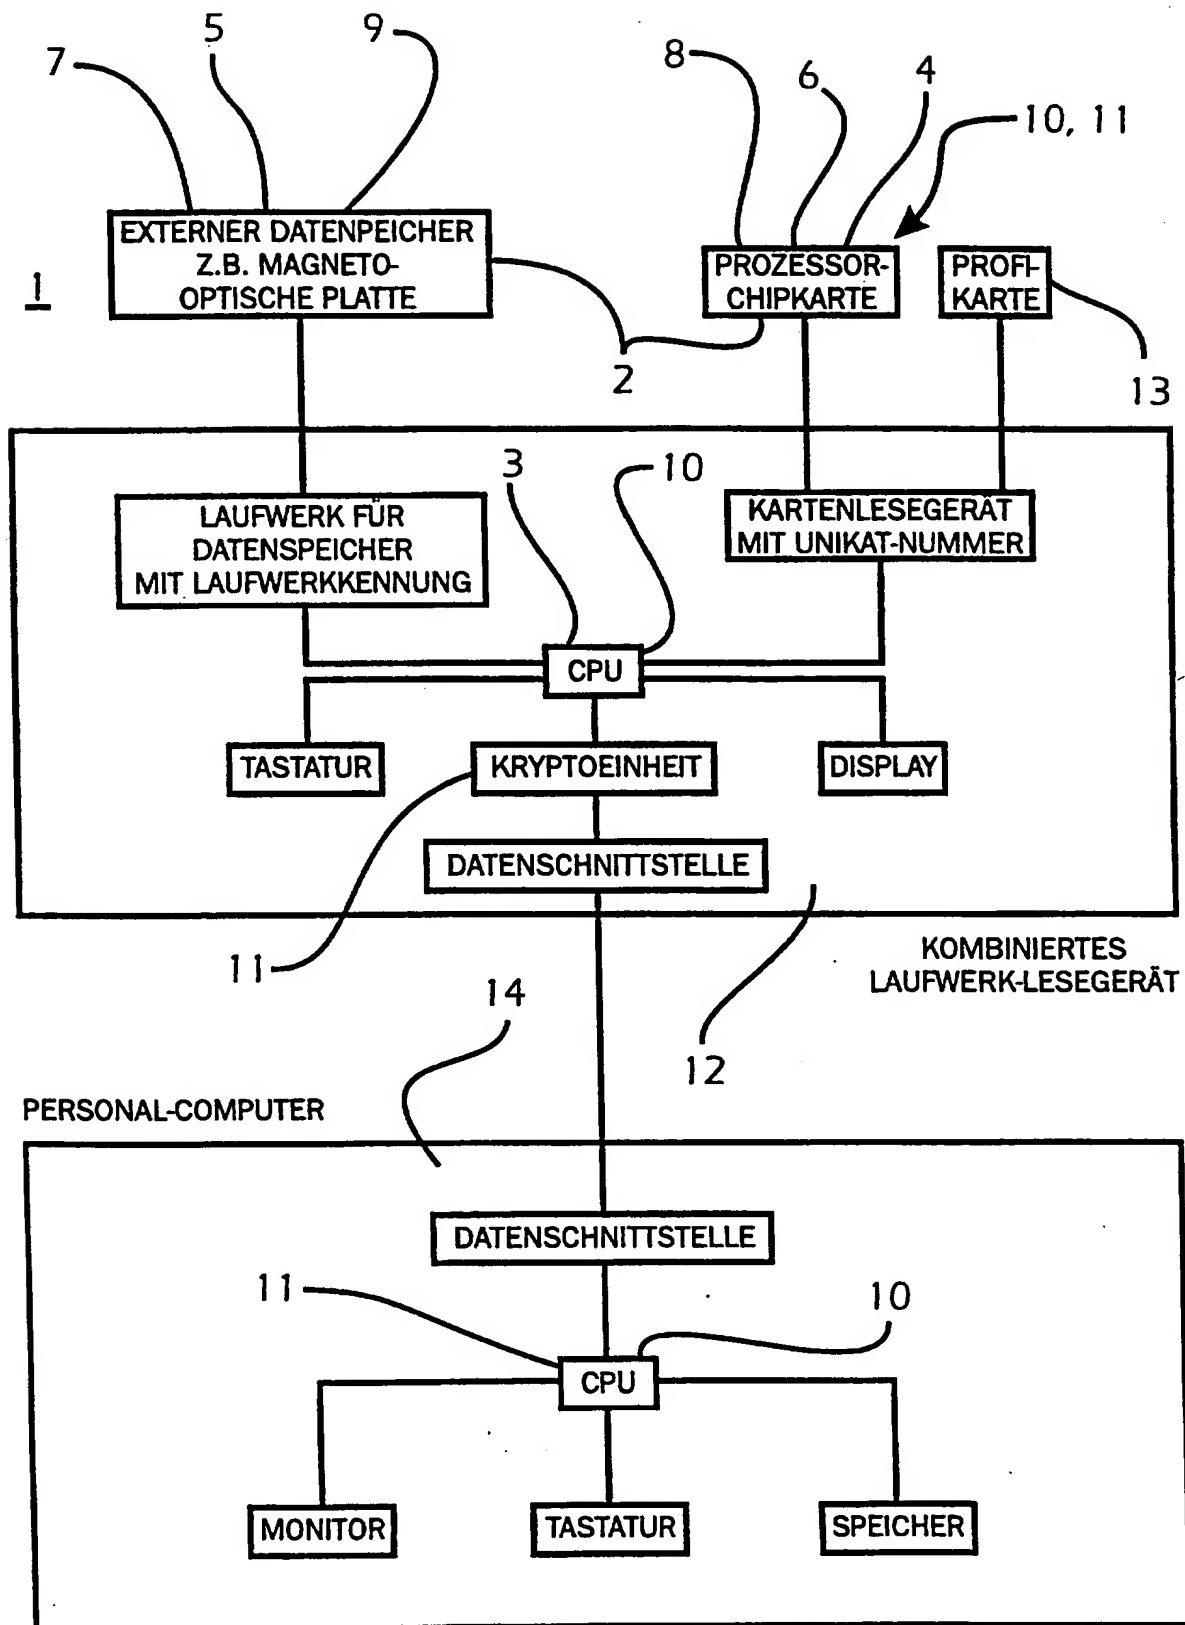 7
5
9
8
6
4
10, 11
1
EXTERNER DATENPEICHER
Z.B. MAGNETO-
OPTISCHE PLATTE
PROZESSOR-
CHIPKARTE
PROFI-
KARTE
2
13
3
10
LAUFWERK FÜR
DATENSPEICHER
MIT LAUFWERKKENNUNG
KARTENLESEGERÄT
MIT UNIKAT-NUMMER
CPU
TASTATUR
KRYPTOEINHEIT
DISPLAY
DATENSCHNITTSTELLE
11
KOMBINIERTES
LAUFWERK-LESEGERÄT
14
12
PERSONAL-COMPUTER
DATENSCHNITTSTELLE
11
10
CPU
MONITOR
TASTATUR
SPEICHER